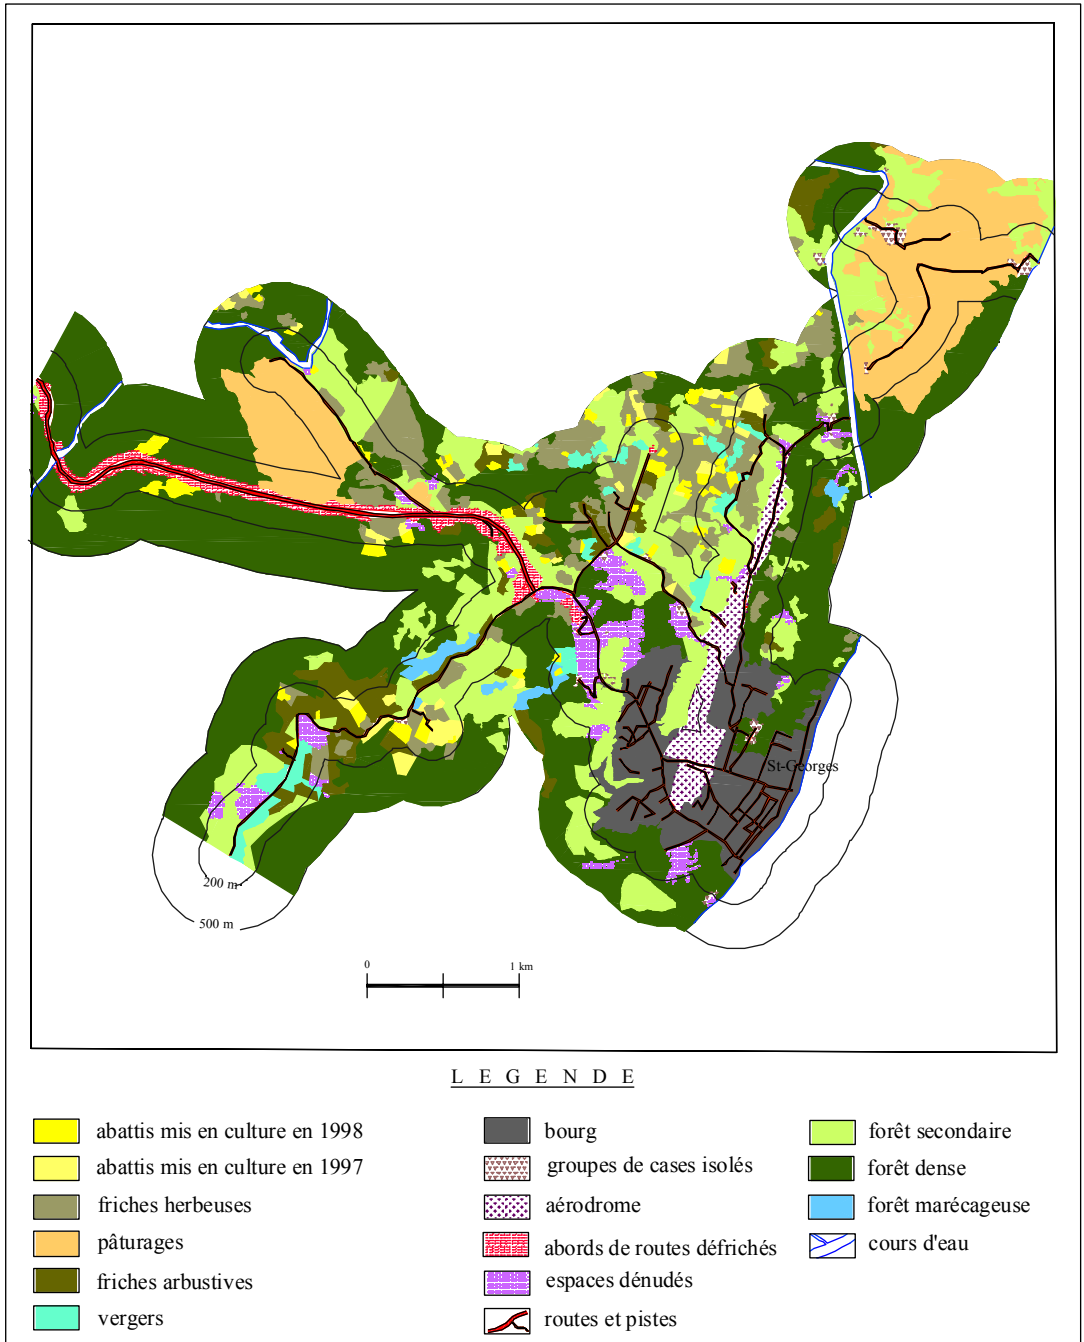 St-Georges
200 m
500 m
0 1 km
L E G E N D E
abattis mis en culture en 1998
abattis mis en culture en 1997
friches herbeuses
pâturages
friches arbustives
vergers
bourg
groupes de cases isolés
aérodrome
abords de routes défrichés
espaces dénudés
routes et pistes
forêt secondaire
forêt dense
forêt marécageuse
cours d'eau